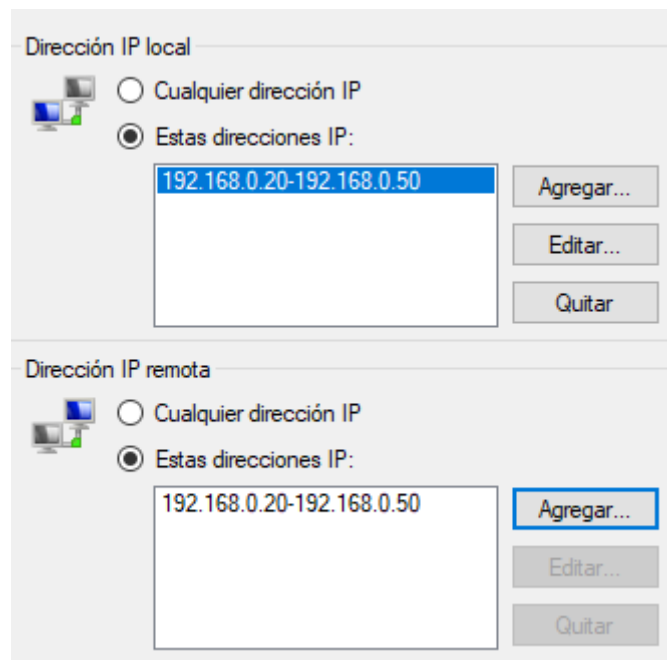 Dirección IP local
Cualquier dirección IP
Estas direcciones IP:
192.168.0.20-192.168.0.50
Agregar...
Editar...
Quitar
Dirección IP remota
Cualquier dirección IP
Estas direcciones IP:
192.168.0.20-192.168.0.50
Agregar...
Editar...
Quitar